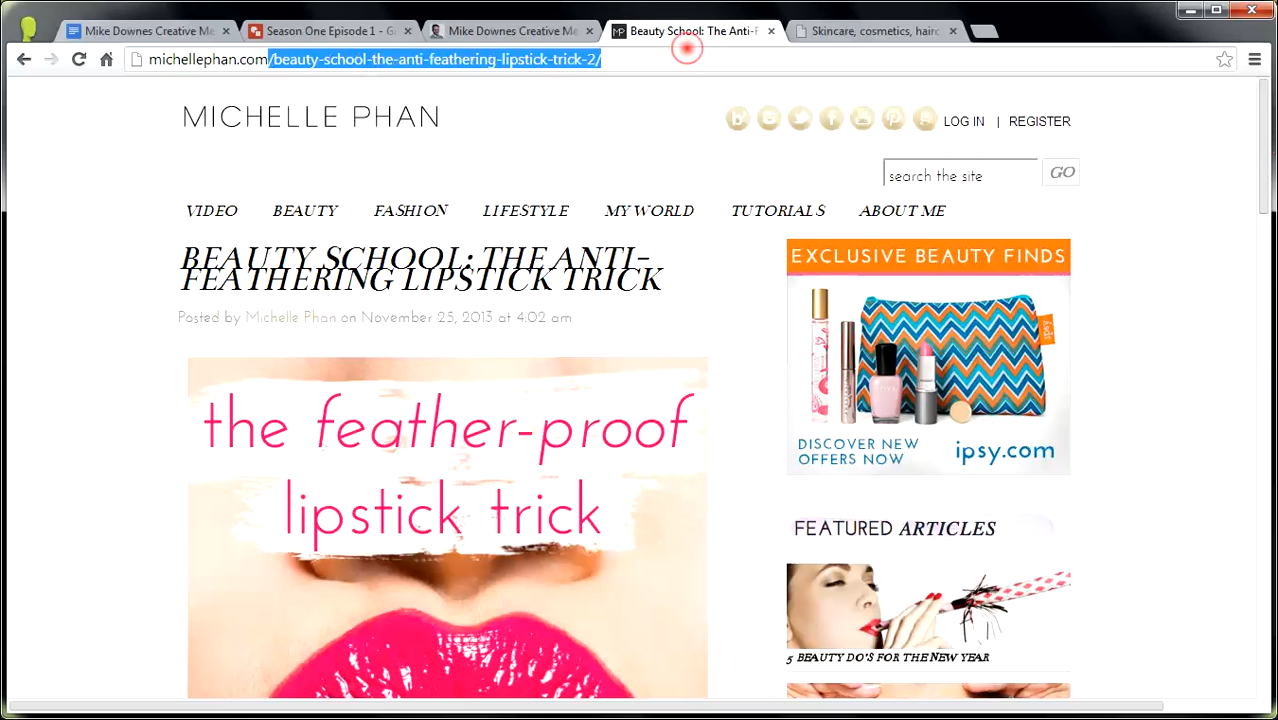 Mike Downes Creative Me
Season One Episode 1 - G
Mike Downes Creative Me
Beauty School: The Anti-F
Skincare, cosmetics, hairc
michellephan.com/beauty-school-the-anti-feathering-lipstick-trick-2/
MICHELLE PHAN
LOG IN | REGISTER
search the site
GO
VIDEO BEAUTY FASHION LIFESTYLE MY WORLD TUTORIALS ABOUT ME
BEAUTY SCHOOL: THE ANTI-
FEATHERING LIPSTICK TRICK
Posted by Michelle Phan on November 25, 2013 at 4.02 am
the feather-proof
lipstick trick
EXCLUSIVE BEAUTY FINDS
ipsy
DISCOVER NEW
OFFERS NOW
ipsy.com
FEATURED ARTICLES
5 BEAUTY DO'S FOR THE NEW YEAR